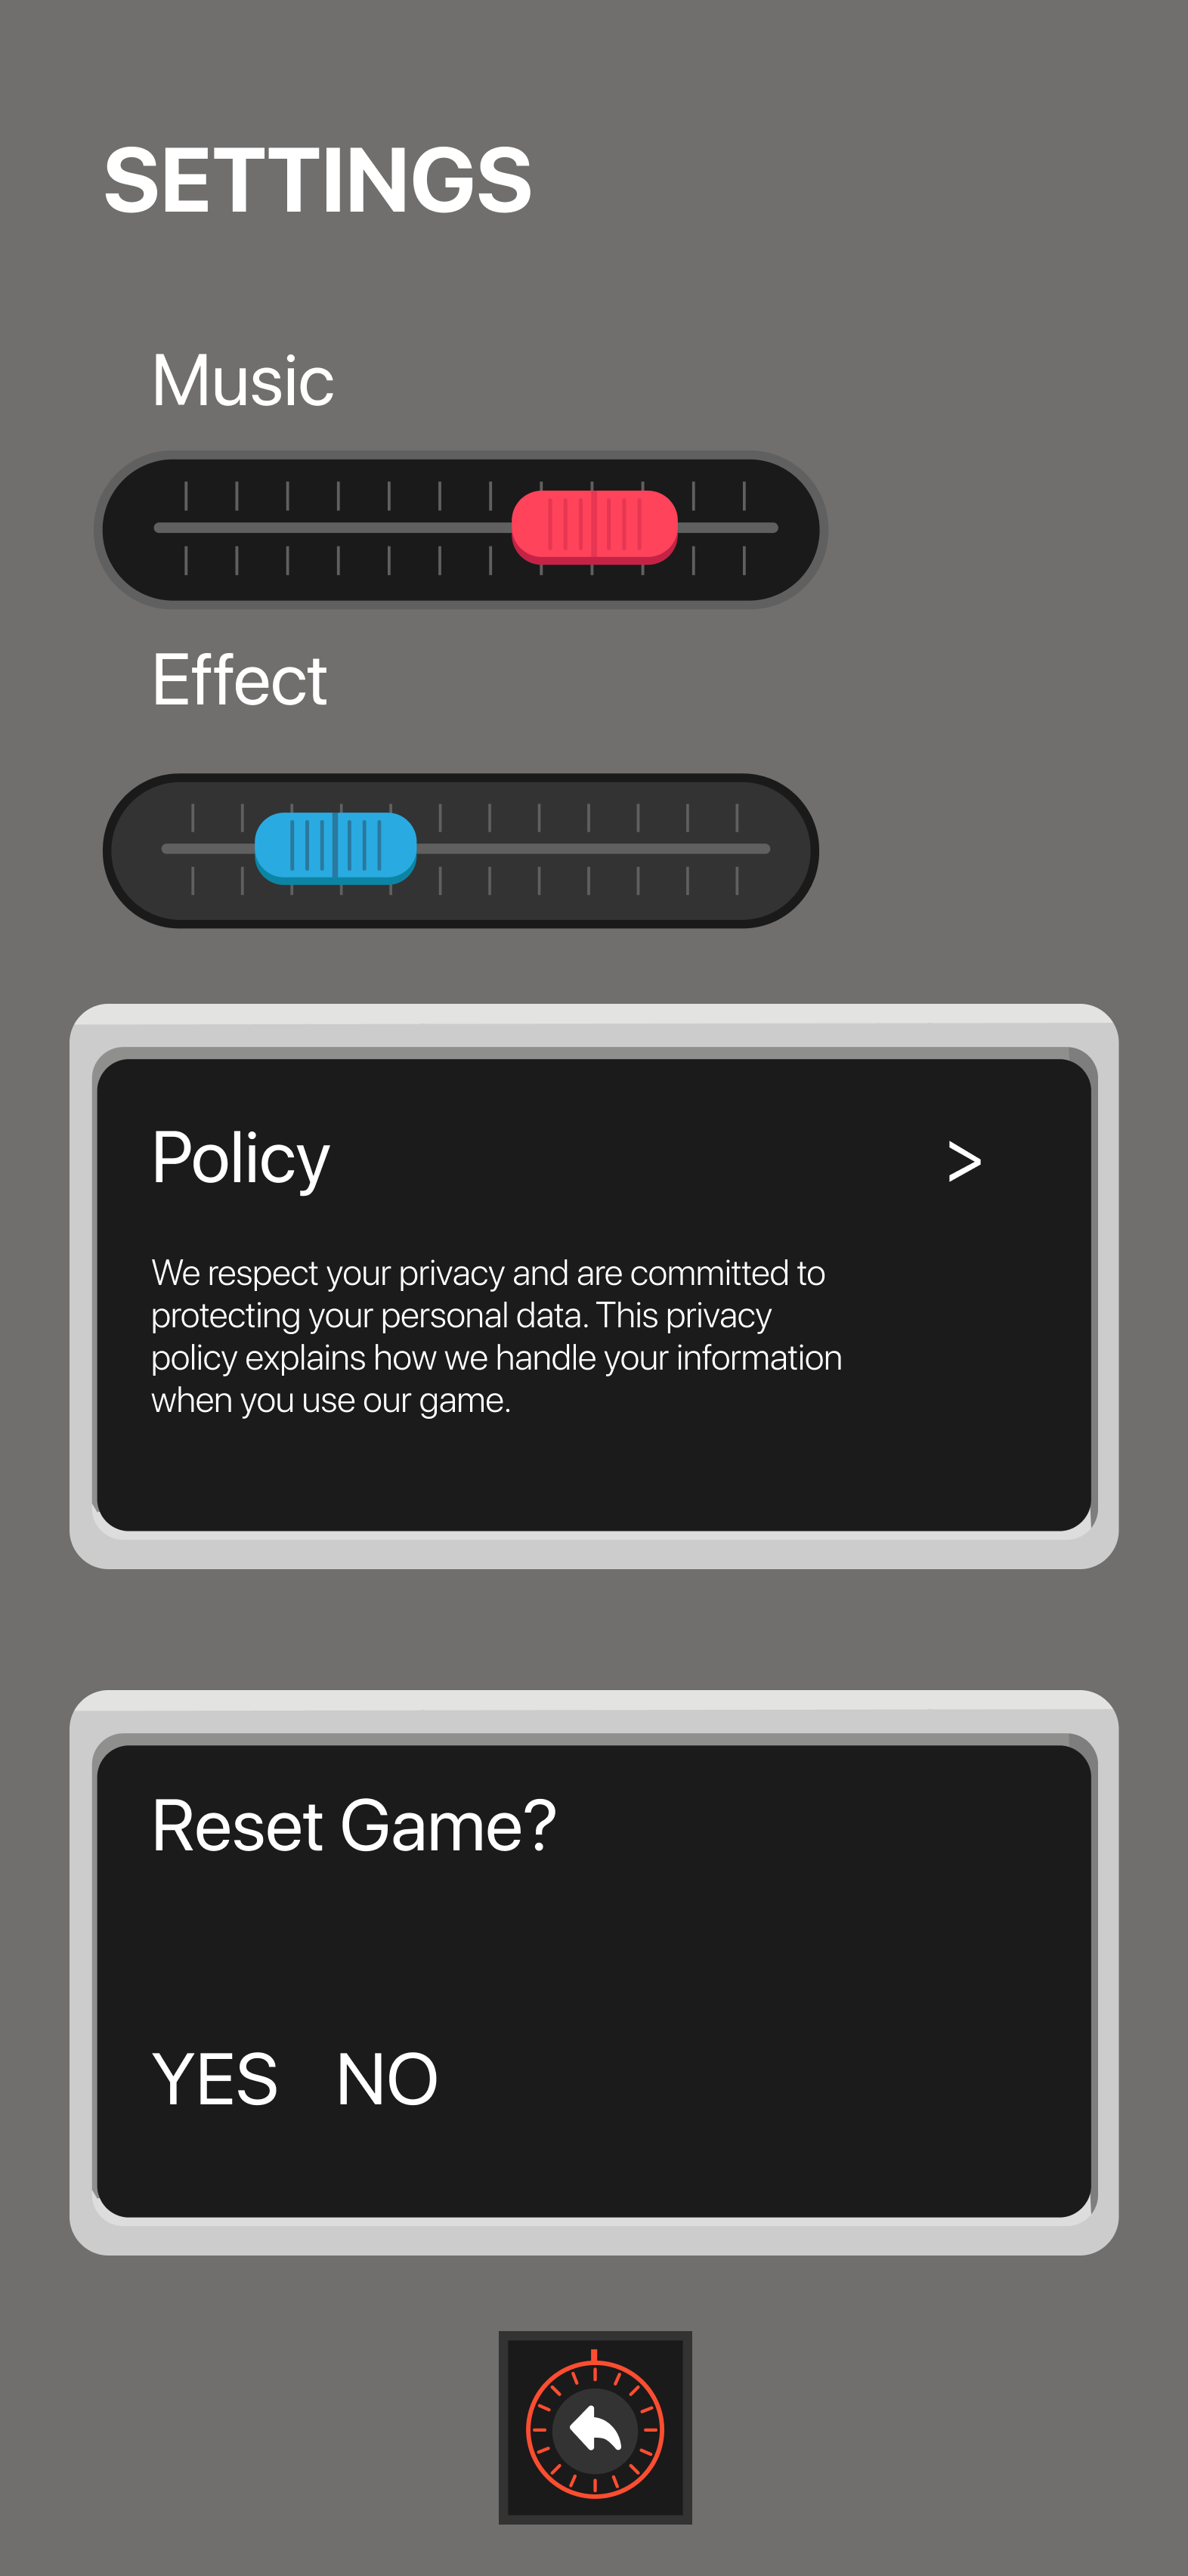 SETTINGS
Music
Effect
Policy >
We respect your privacy and are committed to
protecting your personal data. This privacy
policy explains how we handle your information
when you use our game.
Reset Game?
YES NO